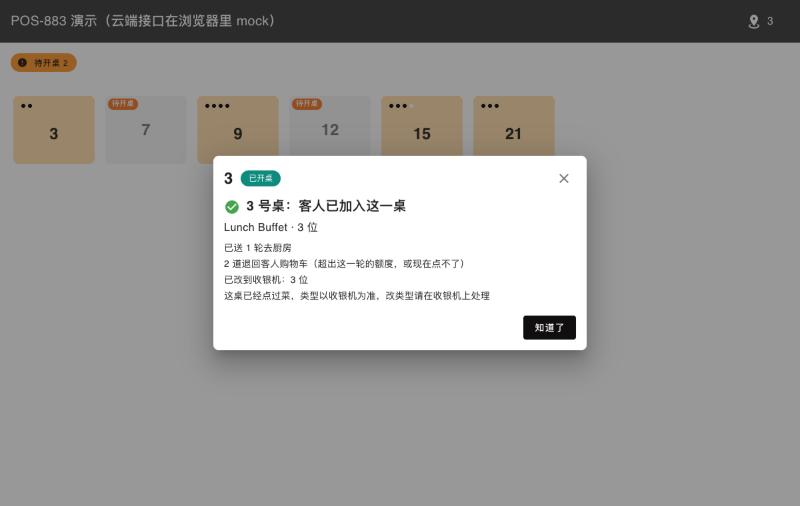 POS-883 演示（云端接口在浏览器里 mock）
3
待开桌 2
3
待开桌
7
9
待开桌
12
15
21
3 已开桌
3 号桌：客人已加入这一桌
Lunch Buffet · 3 位
已送 1 轮去厨房
2 道退回客人购物车（超出这一轮的额度，或现在点不了）
已改到收银机：3 位
这桌已经点过菜，类型以收银机为准，改类型请在收银机上处理
知道了